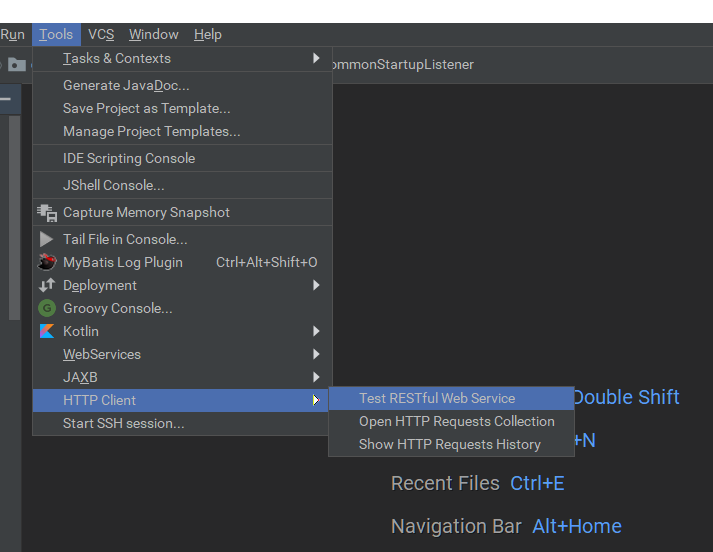 Run Tools VCS Window Help
Tasks & Contexts
ommonStartupListener
Generate JavaDoc...
Save Project as Template...
Manage Project Templates...
IDE Scripting Console
JShell Console...
Capture Memory Snapshot
Tail File in Console...
MyBatis Log Plugin Ctrl+Alt+Shift+O
Deployment
G Groovy Console...
Kotlin
WebServices
JAXB
HTTP Client
Start SSH session...
Test RESTful Web Service
Open HTTP Requests Collection
Show HTTP Requests History
Double Shift
+N
Recent Files Ctrl+E
Navigation Bar Alt+Home